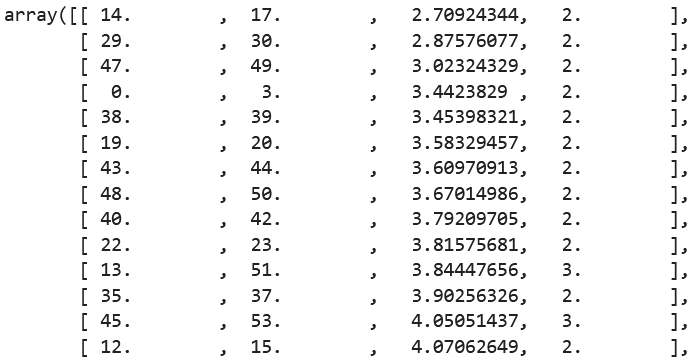 array([[ 14.        ,  17.        ,   2.70924344,   2.        ],
       [ 29.        ,  30.        ,   2.87576077,   2.        ],
       [ 47.        ,  49.        ,   3.02324329,   2.        ],
       [  0.        ,   3.        ,   3.4423829 ,   2.        ],
       [ 38.        ,  39.        ,   3.45398321,   2.        ],
       [ 19.        ,  20.        ,   3.58329457,   2.        ],
       [ 43.        ,  44.        ,   3.60970913,   2.        ],
       [ 48.        ,  50.        ,   3.67014986,   2.        ],
       [ 40.        ,  42.        ,   3.79209705,   2.        ],
       [ 22.        ,  23.        ,   3.81575681,   2.        ],
       [ 13.        ,  51.        ,   3.84447656,   3.        ],
       [ 35.        ,  37.        ,   3.90256326,   2.        ],
       [ 45.        ,  53.        ,   4.05051437,   3.        ],
       [ 12.        ,  15.        ,   4.07062649,   2.        ],